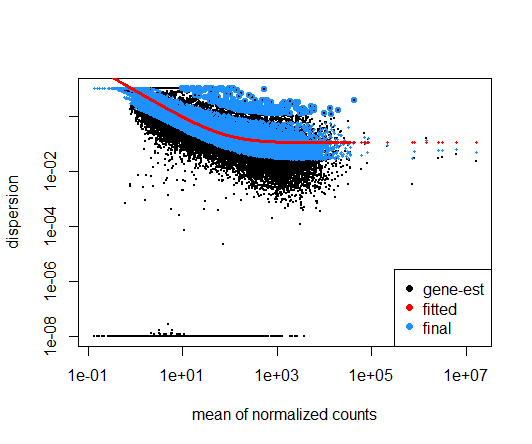 dispersion
1e-02
1e-04
1e-06
1e-08
gene-est
fitted
final
1e-01 1e+01 1e+03 1e+05 1e+07
mean of normalized counts